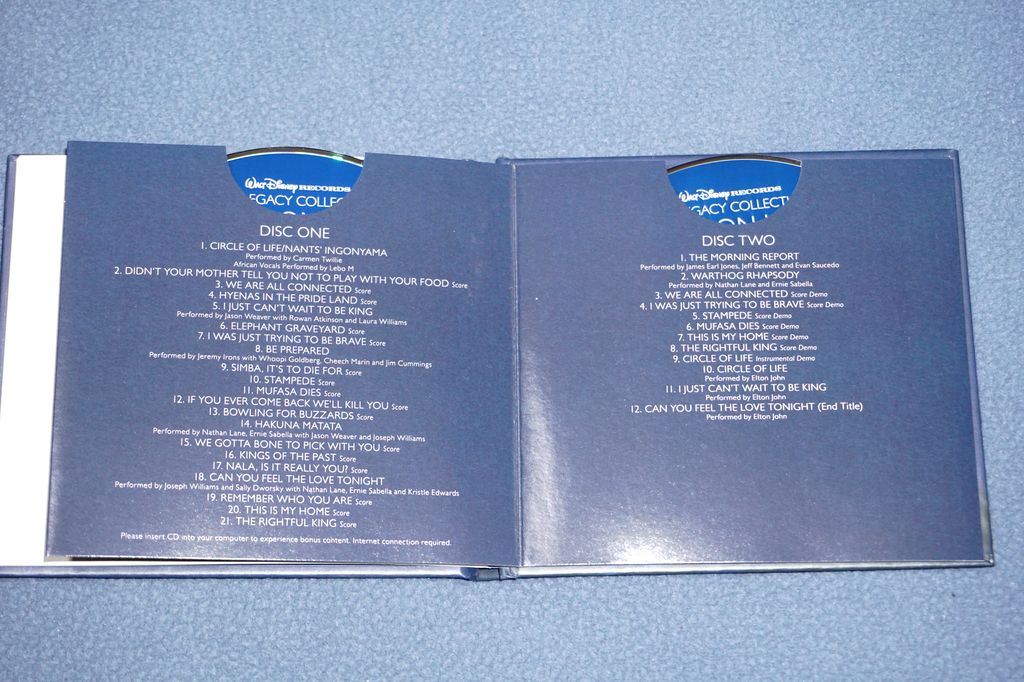 Walt Disney RECORDS
EGACY COLLEC
DISC ONE
1. CIRCLE OF LIFE/NANTS' INGONYAMA
Performed by Carmen Twillie
African Vocals Performed by Lebo M
2. DIDN'T YOUR MOTHER TELL YOU NOT TO PLAY WITH YOUR FOOD Score
3. WE ARE ALL CONNECTED Score
4. HYENAS IN THE PRIDE LAND Score
5. I JUST CAN'T WAIT TO BE KING
Performed by Jason Weaver with Rowan Atkinson and Laura Williams
6. ELEPHANT GRAVEYARD Score
7. I WAS JUST TRYING TO BE BRAVE Score
8. BE PREPARED
Performed by Jeremy Irons with Whoopi Goldberg, Cheech Marin and Jim Cummings
9. SIMBA, IT'S TO DIE FOR Score
10. STAMPEDE Score
11. MUFASA DIES Score
12. IF YOU EVER COME BACK WE'LL KILL YOU Score
13. BOWLING FOR BUZZARDS Score
14. HAKUNA MATATA
Performed by Nathan Lane, Ernie Sabella with Jason Weaver and Joseph Williams
15. WE GOTTA BONE TO PICK WITH YOU Score
16. KINGS OF THE PAST Score
17. NALA, IS IT REALLY YOU? Score
18. CAN YOU FEEL THE LOVE TONIGHT
Performed by Joseph Williams and Sally Dworsky with Nathan Lane, Ernie Sabella and Kristle Edwards
19. REMEMBER WHO YOU ARE Score
20. THIS IS MY HOME Score
21. THE RIGHTFUL KING Score
Please insert CD into your computer to experience bonus content. Internet connection required.
Walt Disney RECORDS
EGACY COLLECT
DISC TWO
1. THE MORNING REPORT
Performed by James Earl Jones, Jeff Bennett and Evan Saucedo
2. WARTHOG RHAPSODY
Performed by Nathan Lane and Ernie Sabella
3. WE ARE ALL CONNECTED Score Demo
4. I WAS JUST TRYING TO BE BRAVE Score Demo
5. STAMPEDE Score Demo
6. MUFASA DIES Score Demo
7. THIS IS MY HOME Score Demo
8. THE RIGHTFUL KING Score Demo
9. CIRCLE OF LIFE Instrumental Demo
10. CIRCLE OF LIFE
Performed by Elton John
11. I JUST CAN'T WAIT TO BE KING
Performed by Elton John
12. CAN YOU FEEL THE LOVE TONIGHT (End Title)
Performed by Elton John